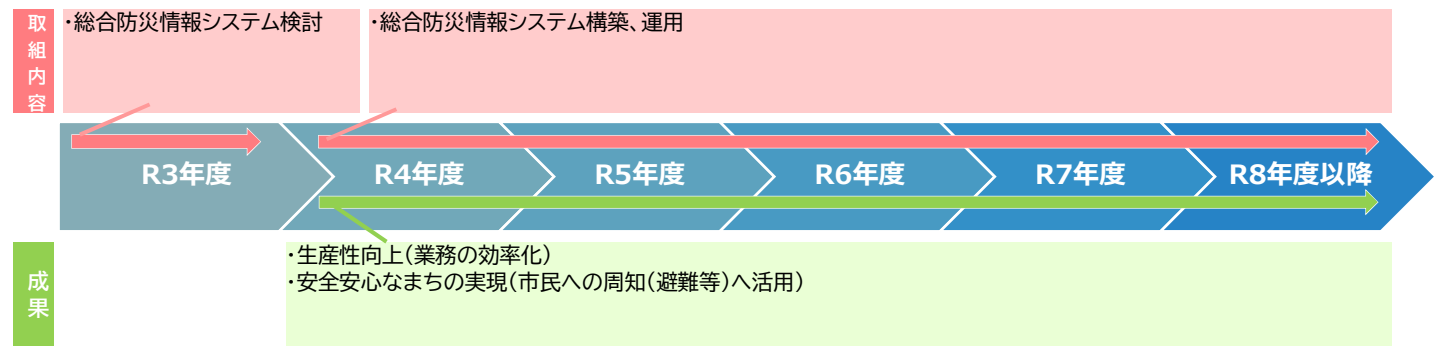 取組内容
・総合防災情報システム検討
・総合防災情報システム構築、運用
R3年度
R4年度
R5年度
R6年度
R7年度
R8年度以降
成果
・生産性向上(業務の効率化)
・安全安心なまちの実現(市民への周知(避難等)へ活用)